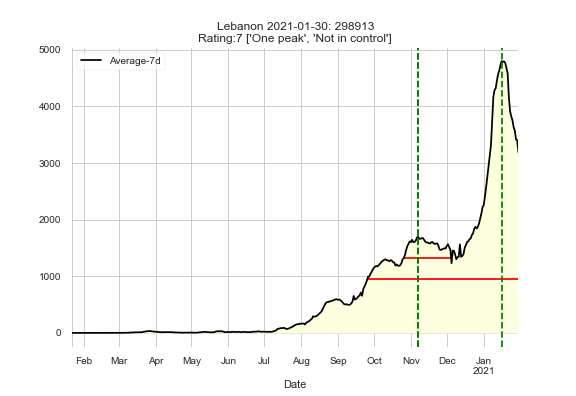 Lebanon 2021-01-30: 298913
Rating:7 ['One peak', 'Not in control']
Average-7d
5000
4000
3000
2000
1000
0
Feb Mar Apr May Jun Jul Aug Sep Oct Nov Dec Jan
2021
Date